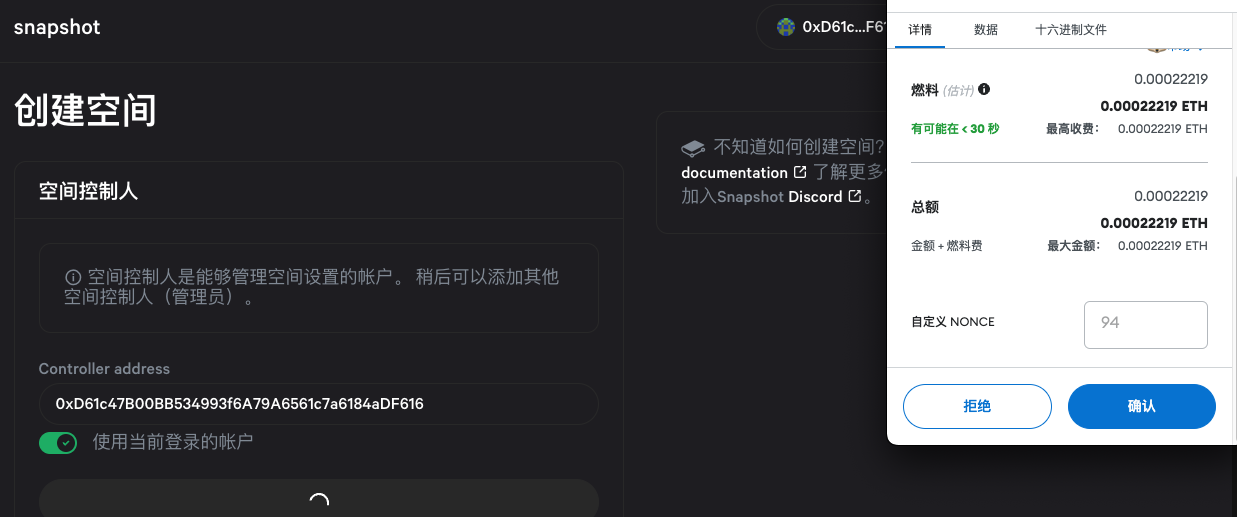 snapshot
0xD61c...F61
创建空间
空间控制人
空间控制人是能够管理空间设置的帐户。 稍后可以添加其他
空间控制人（管理员）。
Controller address
0xD61c47B00BB534993f6A79A6561c7a6184aDF616
使用当前登录的帐户
不知道如何创建空间?
documentation 了解更多
加入Snapshot Discord 。
详情 数据 十六进制文件
燃料 (估计) 0.00022219
0.00022219 ETH
有可能在 < 30 秒 最高收费： 0.00022219 ETH
总额 0.00022219
0.00022219 ETH
金额 + 燃料费 最大金额： 0.00022219 ETH
自定义 NONCE 94
拒绝 确认